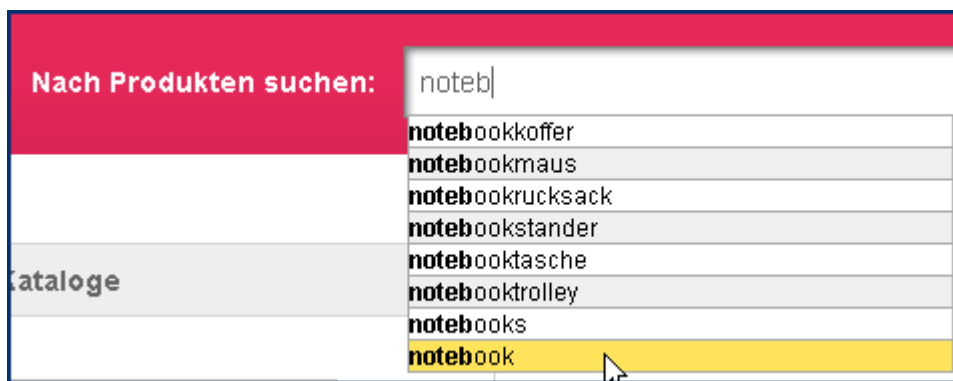 Nach Produkten suchen:
noteb
notebookkoffer
notebookmaus
notebookrucksack
notebookstander
notebooktasche
Kataloge
notebooktrolley
notebooks
notebook